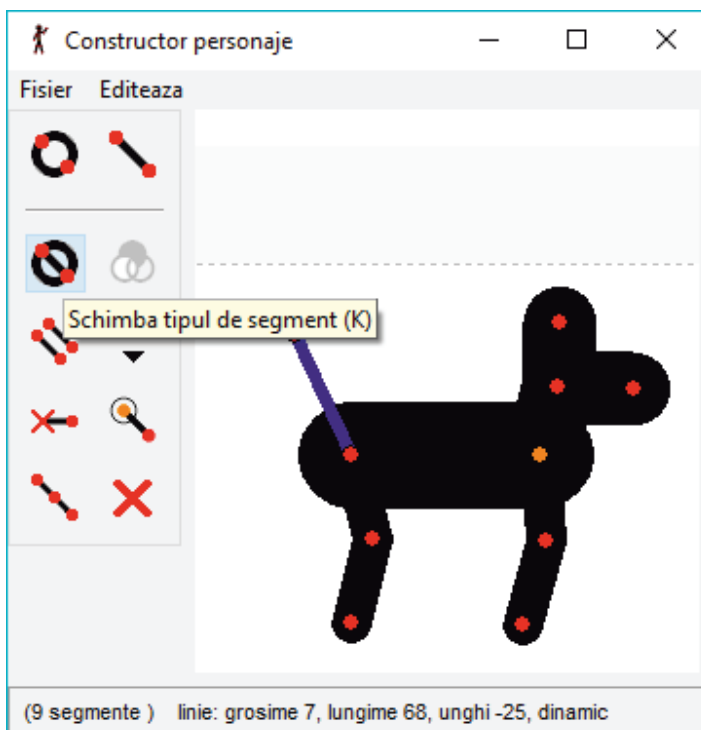 Constructor personaje
Fisier Editeaza
Schimba tipul de segment (K)
(9 segmente ) linie: grosime 7, lungime 68, unghi -25, dinamic